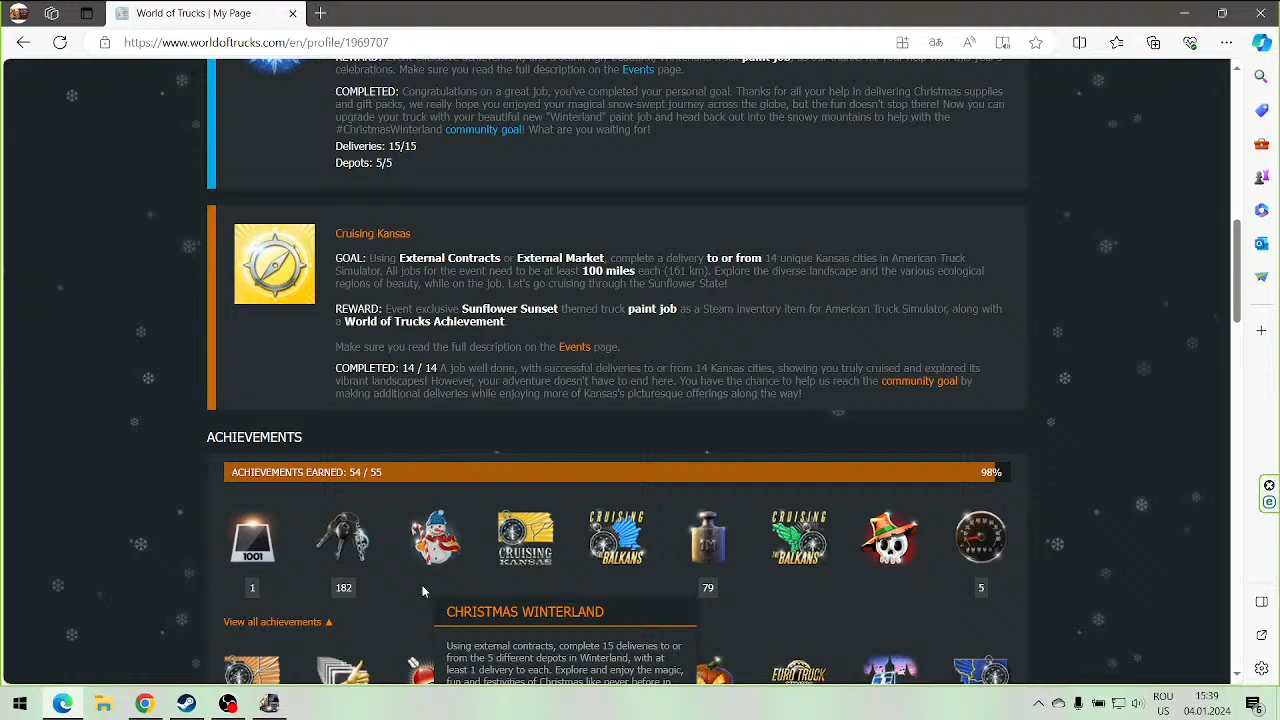 World of Trucks | My Page
https://www.worldoftrucks.com/en/profile/1969707
celebrations. Make sure you read the full description on the Events page.
COMPLETED: Congratulations on a great job, you've completed your personal goal. Thanks for all your help in delivering Christmas supplies
and gift packs, we really hope you enjoyed your magical snow-swept journey across the globe, but the fun doesn't stop there! Now you can
upgrade your truck with your beautiful new "Winterland" paint job and head back out into the snowy mountains to help with the
#ChristmasWinterland community goal! What are you waiting for!
Deliveries: 15/15
Depots: 5/5
Cruising Kansas
GOAL: Using External Contracts or External Market, complete a delivery to or from 14 unique Kansas cities in American Truck
Simulator. All jobs for the event need to be at least 100 miles each (161 km). Explore the diverse landscape and the various ecological
regions of beauty, while on the job. Let's go cruising through the Sunflower State!
REWARD: Event exclusive Sunflower Sunset themed truck paint job as a Steam inventory item for American Truck Simulator, along with
a World of Trucks Achievement.
Make sure you read the full description on the Events page.
COMPLETED: 14 / 14 A job well done, with successful deliveries to or from 14 Kansas cities, showing you truly cruised and explored its
vibrant landscapes! However, your adventure doesn't have to end here. You have the chance to help us reach the community goal by
making additional deliveries while enjoying more of Kansas's picturesque offerings along the way!
ACHIEVEMENTS
ACHIEVEMENTS EARNED: 54 / 55 98%
1001
CRUISING KANSAS
CRUISING THE BALKANS
1M
CRUISING THE BALKANS
1 182 79 5
CHRISTMAS WINTERLAND
View all achievements ▲
Using external contracts, complete 15 deliveries to or
from the 5 different depots in Winterland, with at
least 1 delivery to each. Explore and enjoy the magic,
fun and festivities of Christmas like never before in
EURO TRUCK
ROU 15:39
US 04.01.2024 6